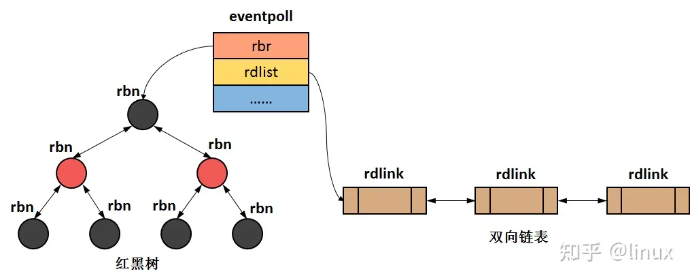 eventpoll
rbr
rdlist
……
rbn
rbn
rbn
rbn
rbn
rbn
rbn
红黑树
rdlink
rdlink
rdlink
双向链表
知乎 @linux